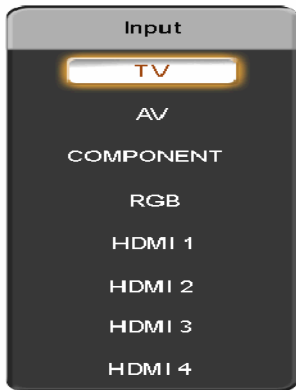 Input
TV
AV
COMPONENT
RGB
HDMI 1
HDMI 2
HDMI 3
HDMI 4